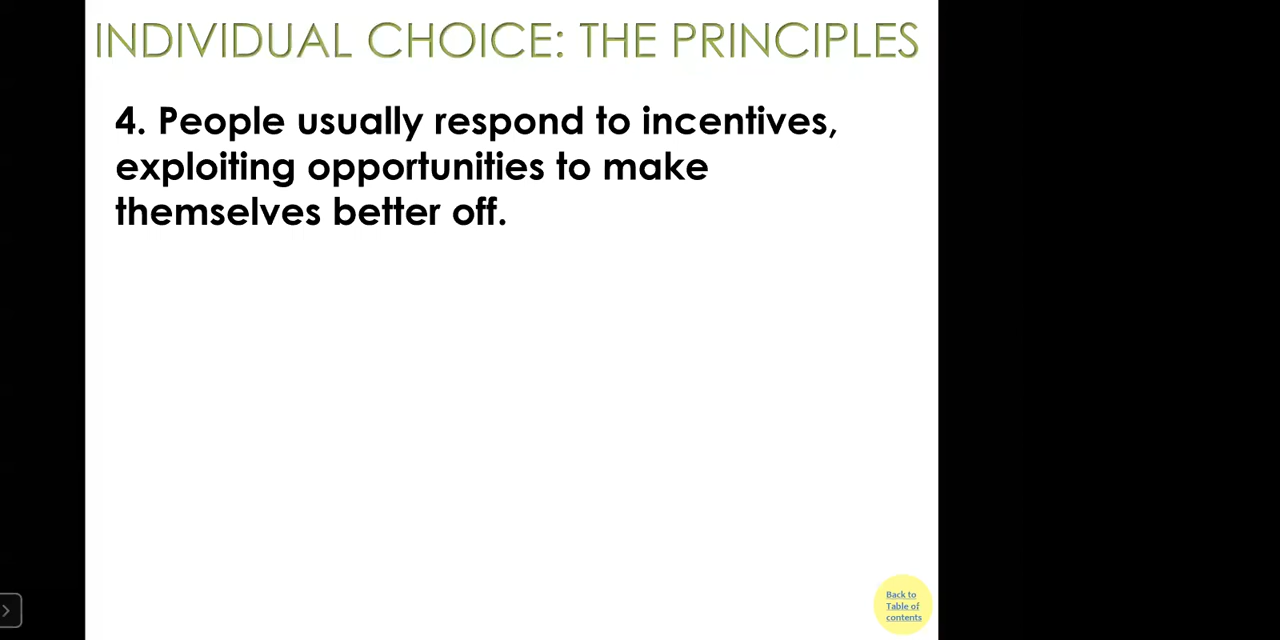 INDIVIDUAL CHOICE: THE PRINCIPLES
4. People usually respond to incentives,
exploiting opportunities to make
themselves better off.
Back to
Table of
contents